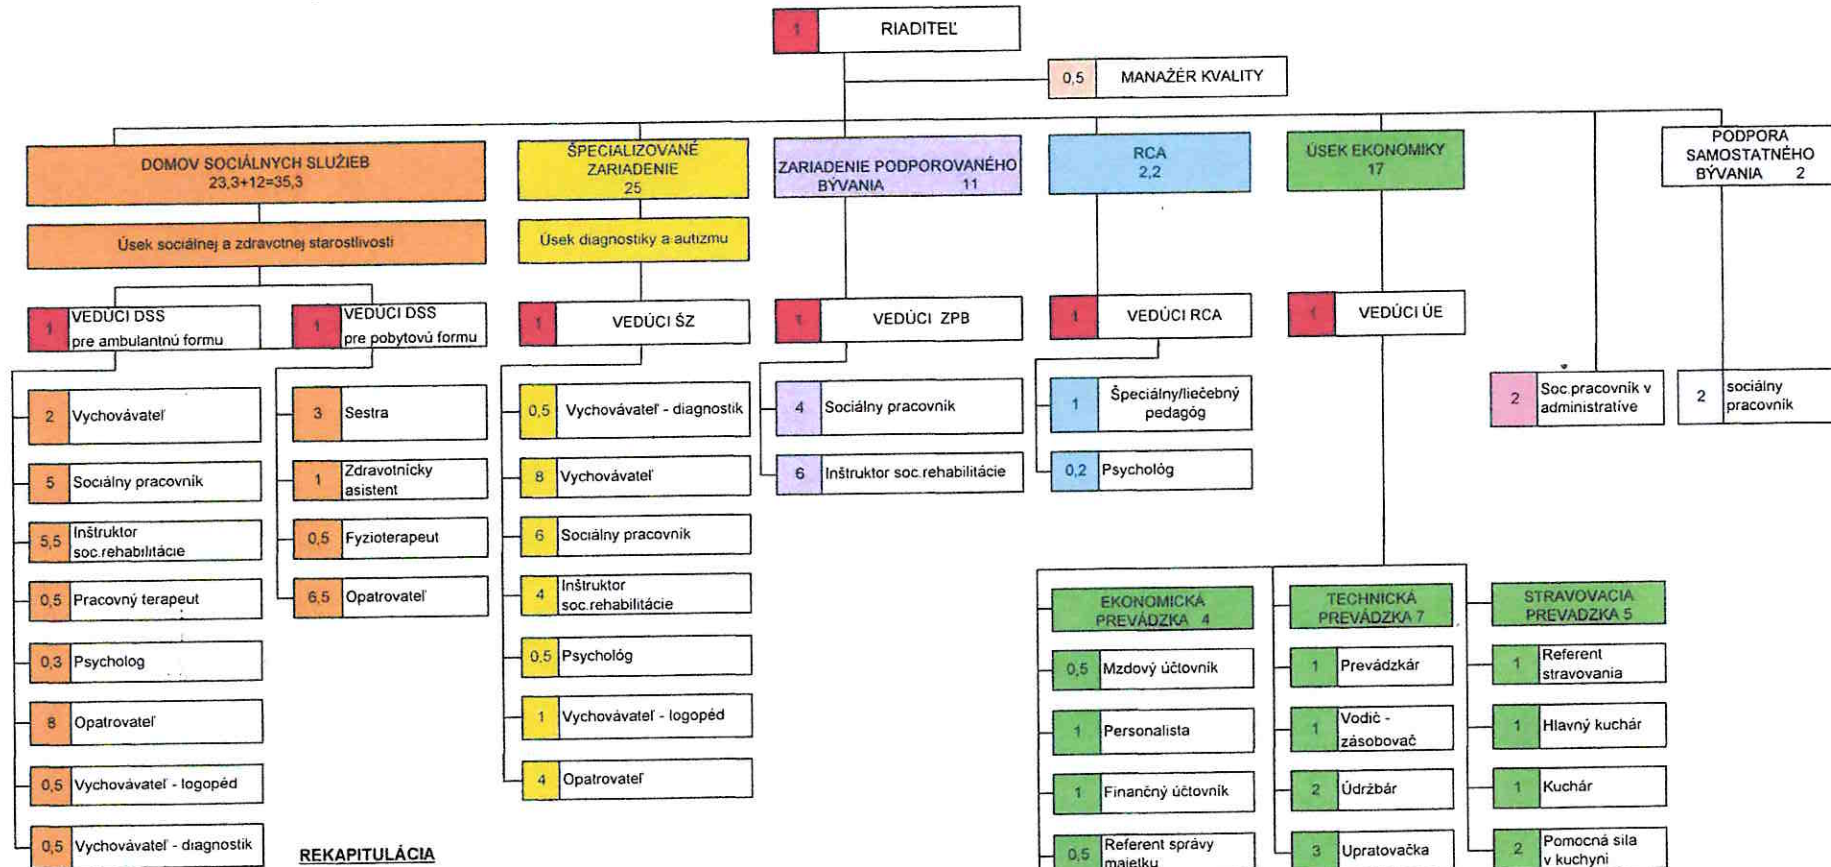 1 RIADITEĽ
0,5 MANAŽÉR KVALITY
DOMOV SOCIÁLNYCH SLUŽIEB
23,3+12=35,3
ŠPECIALIZOVANÉ
ZARIADENIE
25
ZARIADENIE PODPOROVANÉHO
BÝVANIA 11
RCA
2,2
ÚSEK EKONOMIKY
17
PODPORA
SAMOSTATNÉHO
BÝVANIA 2
Úsek sociálnej a zdravotnej starostlivosti
Úsek diagnostiky a autizmu
1 VEDÚCI DSS
pre ambulantnú formu
1 VEDÚCI DSS
pre pobytovú formu
1 VEDÚCI ŠZ
1 VEDÚCI ZPB
1 VEDÚCI RCA
1 VEDÚCI ÚE
2 Vychovávateľ
5 Sociálny pracovník
5,5 Inštruktor
soc.rehabilitácie
0,5 Pracovný terapeut
0,3 Psycholog
8 Opatrovateľ
0,5 Vychovávateľ - logopéd
0,5 Vychovávateľ - diagnostik
3 Sestra
1 Zdravotnícky
asistent
0,5 Fyzioterapeut
6,5 Opatrovateľ
0,5 Vychovávateľ - diagnostik
8 Vychovávateľ
6 Sociálny pracovník
4 Inštruktor
soc.rehabilitácie
0,5 Psychológ
1 Vychovávateľ - logopéd
4 Opatrovateľ
4 Sociálny pracovník
6 Inštruktor soc.rehabilitácie
1 Špeciálny/liečebný
pedagóg
0,2 Psychológ
2 Soc.pracovník v
administratíve
2 sociálny
pracovník
EKONOMICKÁ
PREVÁDZKA 4
0,5 Mzdový účtovník
1 Personalista
1 Finančný účtovník
0,5 Referent správy
majetku
TECHNICKÁ
PREVÁDZKA 7
1 Prevádzkár
1 Vodič -
zásobovač
2 Údržbár
3 Upratovačka
STRAVOVACIA
PREVADZKA 5
1 Referent
stravovania
1 Hlavný kuchár
1 Kuchár
2 Pomocná sila
v kuchyni
REKAPITULÁCIA